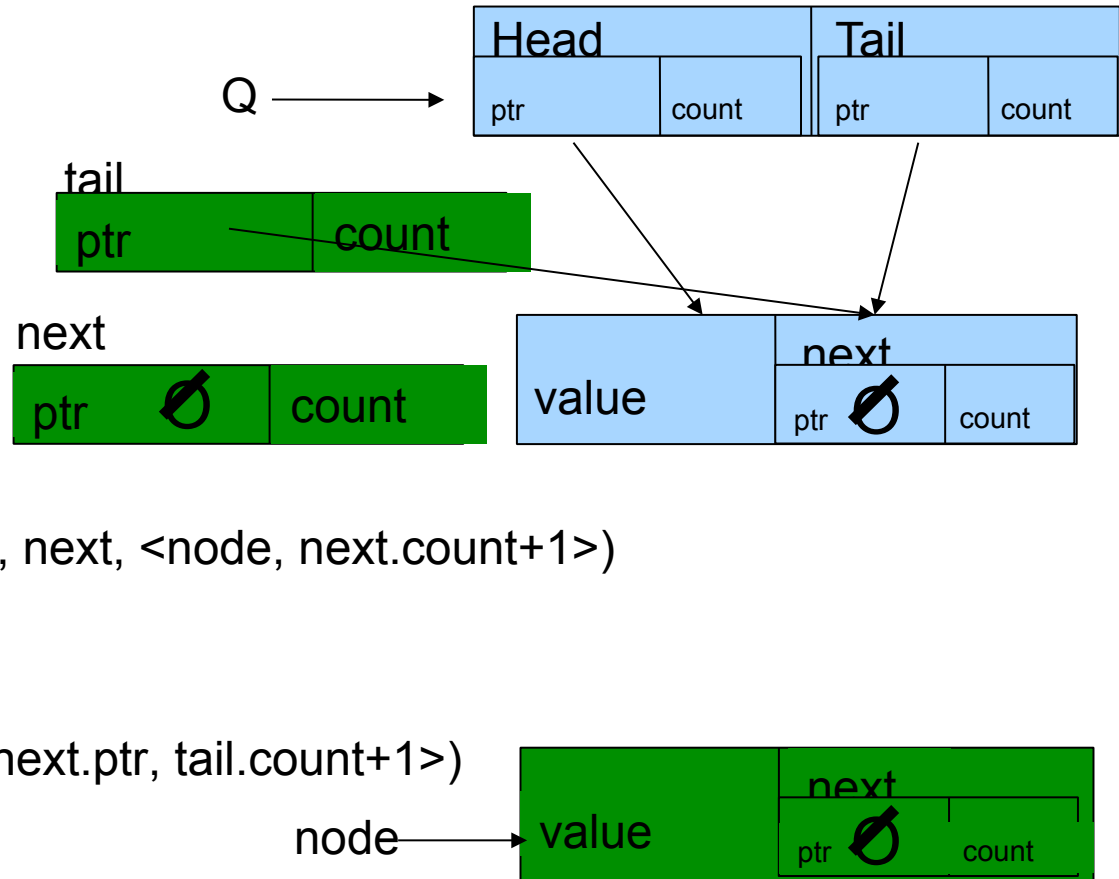 Head Tail
Q
ptr count ptr count
tail
ptr count
next
next
ptr Ø count
value
ptr Ø count
, next, <node, next.count+1>)
next.ptr, tail.count+1>)
next
node
value
ptr Ø count